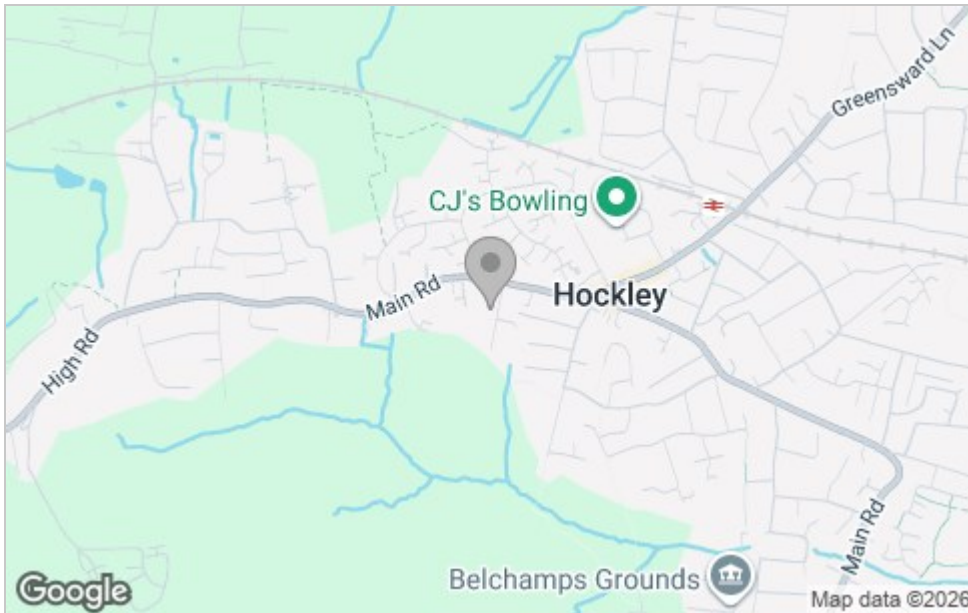 Greensward Ln
CJ's Bowling
Main Rd
Hockley
High Rd
Main Rd
Belchamps Grounds
Google
Map data ©2026